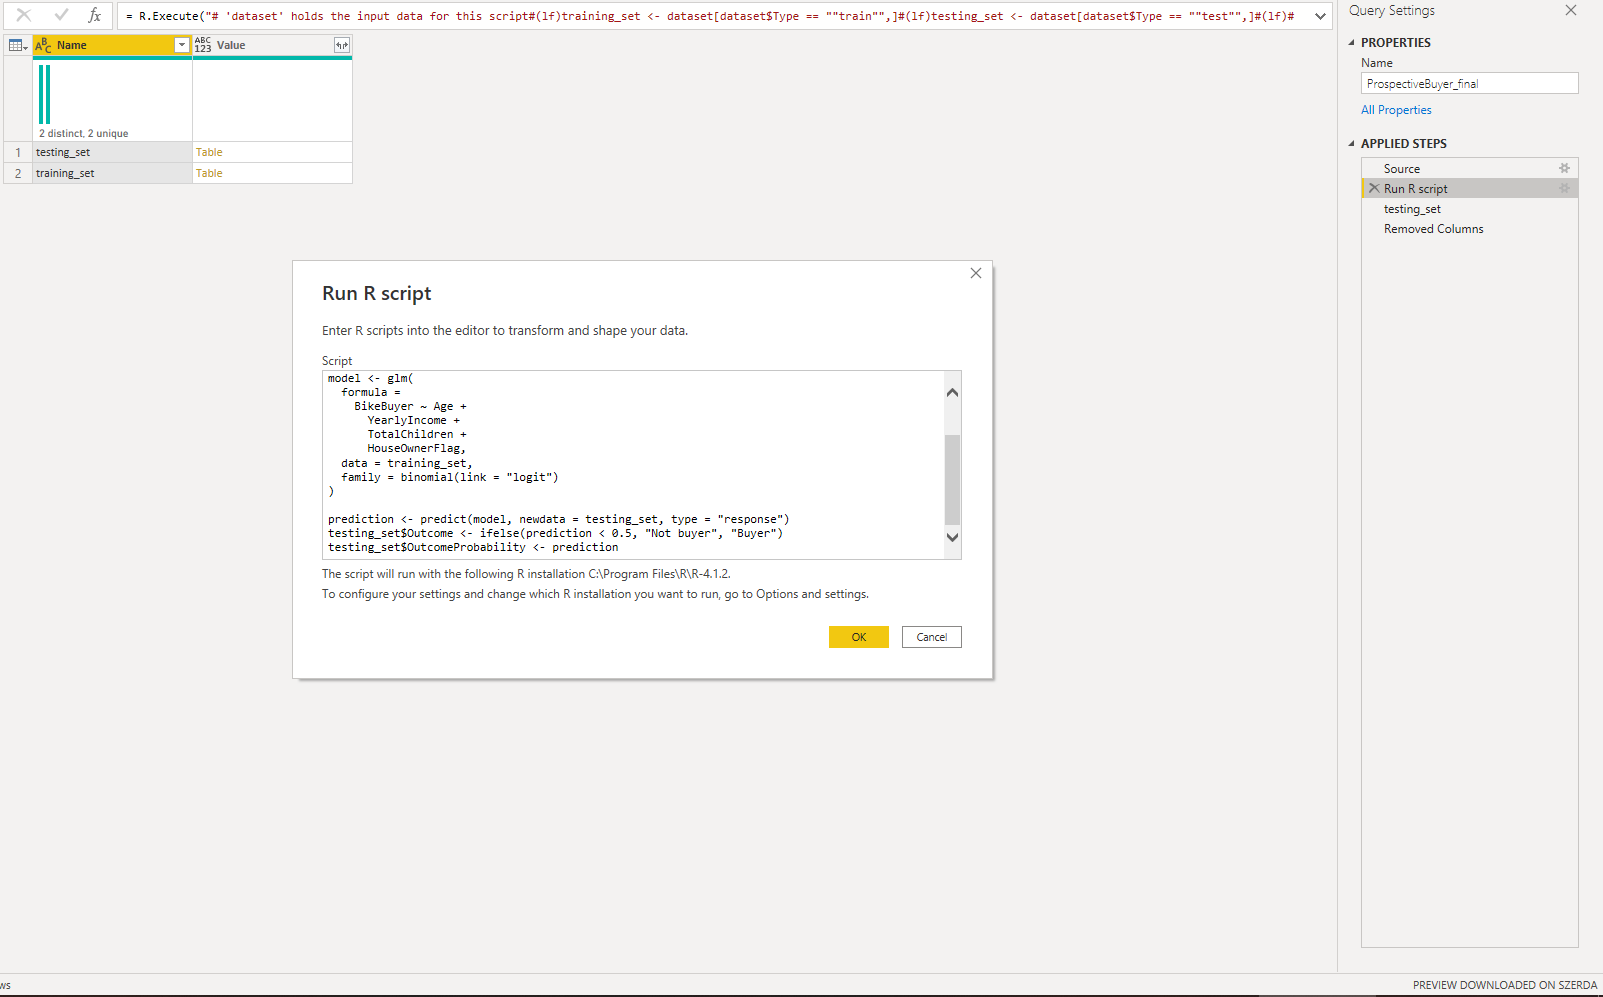 = R.Execute("# 'dataset' holds the input data for this script#(lf)training_set <- dataset[dataset$Type == ""train"",]#(lf)testing_set <- dataset[dataset$Type == ""test"",]#(lf)#
ABC Name
ABC 123 Value
2 distinct, 2 unique
1 testing_set Table
2 training_set Table
Run R script
Enter R scripts into the editor to transform and shape your data.
Script
model <- glm(
formula =
BikeBuyer ~ Age +
YearlyIncome +
TotalChildren +
HouseOwnerFlag,
data = training_set,
family = binomial(link = "logit")
)
prediction <- predict(model, newdata = testing_set, type = "response")
testing_set$Outcome <- ifelse(prediction < 0.5, "Not buyer", "Buyer")
testing_set$OutcomeProbability <- prediction
The script will run with the following R installation C:\Program Files\R\R-4.1.2.
To configure your settings and change which R installation you want to run, go to Options and settings.
OK Cancel
Query Settings
PROPERTIES
Name
ProspectiveBuyer_final
All Properties
APPLIED STEPS
Source
Run R script
testing_set
Removed Columns
ws
PREVIEW DOWNLOADED ON SZERDA